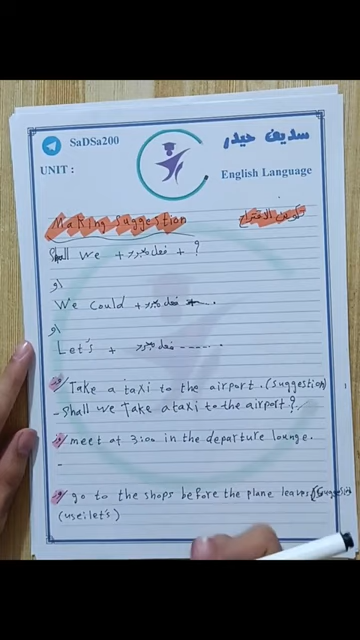 SaDSa200
سديف حيدر
UNIT :
English Language
Making Suggestion
تكوين الاقتراح
Shall we + فعل مجرد + ?
او
We Could + فعل مجرد + ------.
او
Let's + فعل مجرد ------.
Take a taxi to the airport. (suggestion)
- Shall we Take a taxi to the airport?
meet at 3:00 in the departure lounge.
-
go to the shops before the plane leaves.
(use: let's)